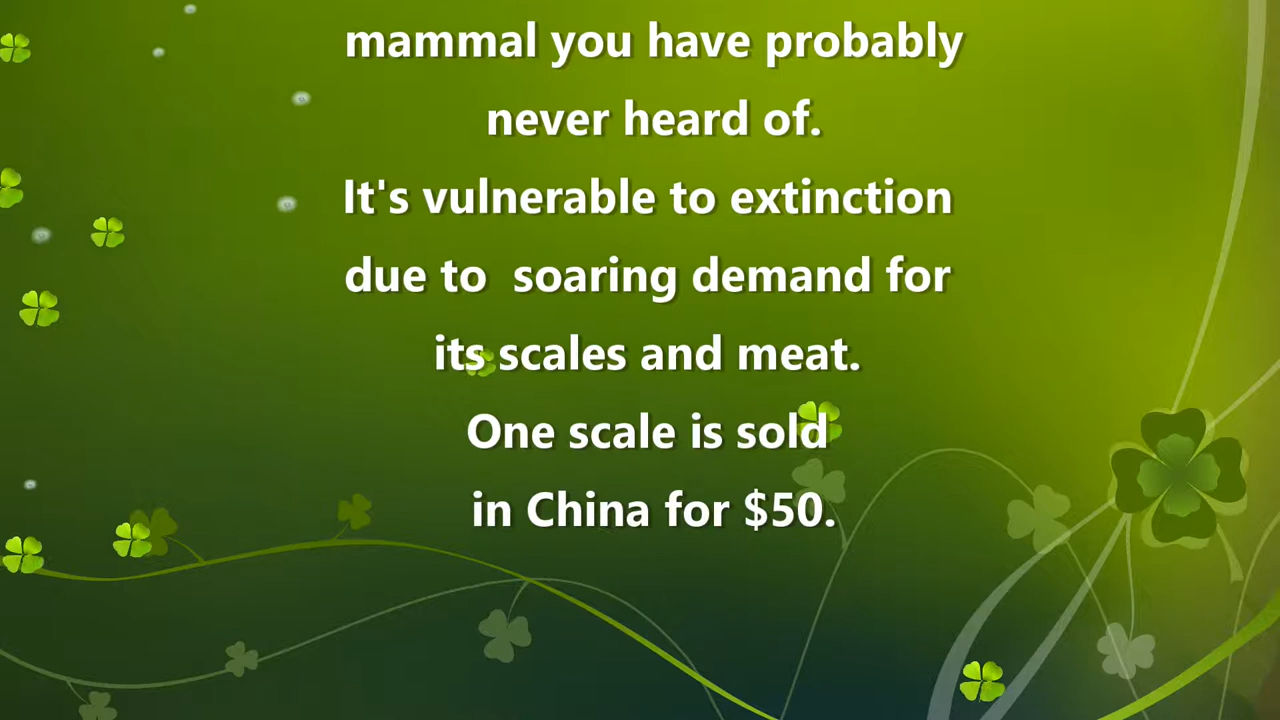 mammal you have probably
never heard of.
It's vulnerable to extinction
due to  soaring demand for
its scales and meat.
One scale is sold
in China for $50.